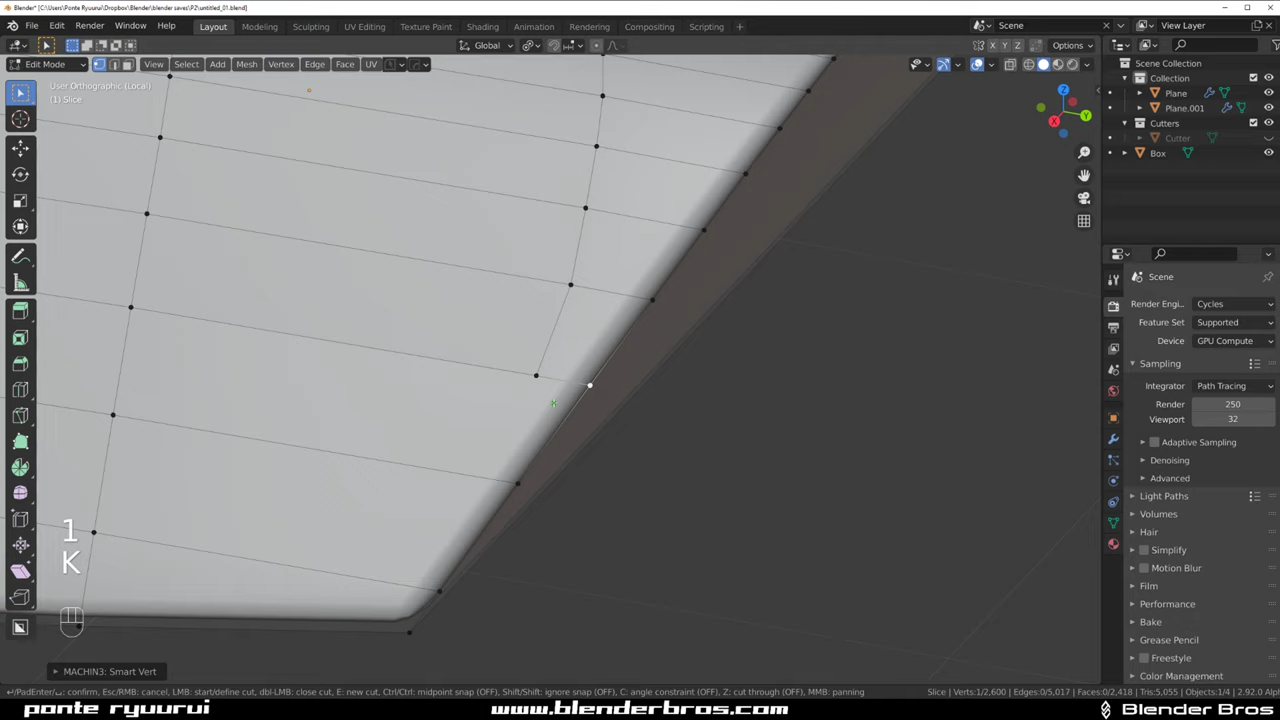 Blender* [C:\Users\Ponte Ryuurui\Dropbox\Blender\blender saves\PZ\untitled_01.blend]
File Edit Render Window Help Layout Modeling Sculpting UV Editing Texture Paint Shading Animation Rendering Compositing Scripting Scene View Layer
Global X Y Z Options
Edit Mode View Select Add Mesh Vertex Edge Face UV
User Orthographic (Local)
(1) Slice
Z
Y
X
Scene Collection
Collection
Plane
Plane.001
Cutters
Cutter
Box
Scene
Render Engi... Cycles
Feature Set Supported
Device GPU Compute
Sampling
Integrator Path Tracing
Render 250
Viewport 32
Adaptive Sampling
Denoising
Advanced
Light Paths
Volumes
Hair
Simplify
Motion Blur
Film
Performance
Bake
Grease Pencil
Freestyle
Color Management
1
K
MACHIN3: Smart Vert
confirm, Esc/RMB: cancel, LMB: start/define cut, dbl-LMB: close cut, E: new cut, Ctrl/Ctrl: midpoint snap (OFF), Shift/Shift: ignore snap (OFF), C: angle constraint (OFF), Z: cut through (OFF), MMB: panning
Slice | Verts:1/2,600 | Edges:0/5,017 | Faces:0/2,418 | Tris:5,055 | Objects:1/4 | 2.92.0 Alpha
ponte ryuurui www.blenderbros.com Blender Bros